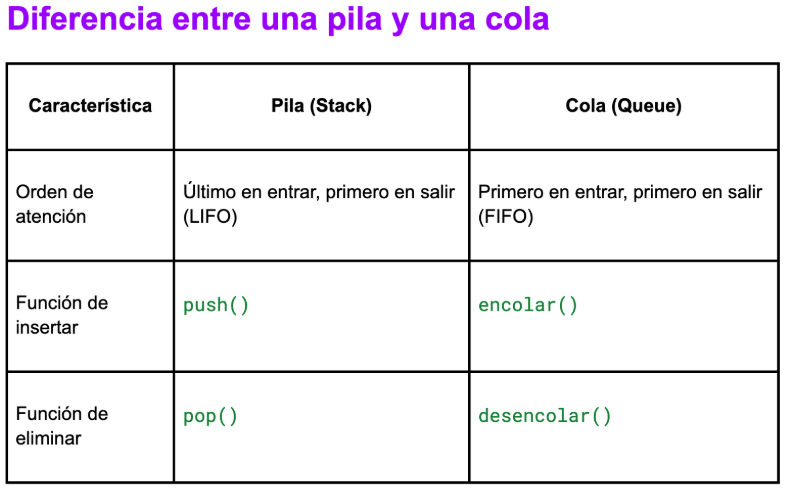 Diferencia entre una pila y una cola
Característica
Pila (Stack)
Cola (Queue)
Orden de
atención
Último en entrar, primero en salir
(LIFO)
Primero en entrar, primero en salir
(FIFO)
Función de
insertar
push()
encolar()
Función de
eliminar
pop()
desencolar()